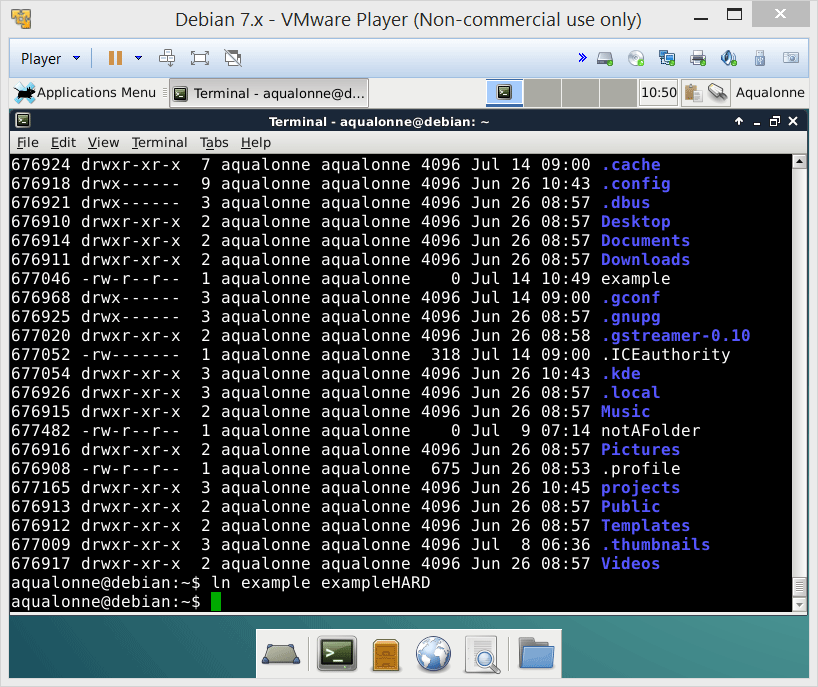 Debian 7.x - VMware Player (Non-commercial use only)
Player
Applications Menu Terminal - aqualonne@d... 10:50 Aqualonne
Terminal - aqualonne@debian: ~
File Edit View Terminal Tabs Help
676924 drwxr-xr-x 7 aqualonne aqualonne 4096 Jul 14 09:00 .cache
676918 drwx------ 9 aqualonne aqualonne 4096 Jun 26 10:43 .config
676921 drwx------ 3 aqualonne aqualonne 4096 Jun 26 08:57 .dbus
676910 drwxr-xr-x 2 aqualonne aqualonne 4096 Jun 26 08:57 Desktop
676914 drwxr-xr-x 2 aqualonne aqualonne 4096 Jun 26 08:57 Documents
676911 drwxr-xr-x 2 aqualonne aqualonne 4096 Jun 26 08:57 Downloads
677046 -rw-r--r-- 1 aqualonne aqualonne 0 Jul 14 10:49 example
676968 drwx------ 3 aqualonne aqualonne 4096 Jul 14 09:00 .gconf
676925 drwx------ 3 aqualonne aqualonne 4096 Jun 26 08:57 .gnupg
677020 drwxr-xr-x 2 aqualonne aqualonne 4096 Jun 26 08:58 .gstreamer-0.10
677052 -rw------- 1 aqualonne aqualonne 318 Jul 14 09:00 .ICEauthority
677054 drwxr-xr-x 3 aqualonne aqualonne 4096 Jun 26 10:43 .kde
676926 drwxr-xr-x 3 aqualonne aqualonne 4096 Jun 26 08:57 .local
676915 drwxr-xr-x 2 aqualonne aqualonne 4096 Jun 26 08:57 Music
677482 -rw-r--r-- 1 aqualonne aqualonne 0 Jul 9 07:14 notAFolder
676916 drwxr-xr-x 2 aqualonne aqualonne 4096 Jun 26 08:57 Pictures
676908 -rw-r--r-- 1 aqualonne aqualonne 675 Jun 26 08:53 .profile
677165 drwxr-xr-x 3 aqualonne aqualonne 4096 Jun 26 10:45 projects
676913 drwxr-xr-x 2 aqualonne aqualonne 4096 Jun 26 08:57 Public
676912 drwxr-xr-x 2 aqualonne aqualonne 4096 Jun 26 08:57 Templates
677009 drwxr-xr-x 3 aqualonne aqualonne 4096 Jul 8 06:36 .thumbnails
676917 drwxr-xr-x 2 aqualonne aqualonne 4096 Jun 26 08:57 Videos
aqualonne@debian:~$ ln example exampleHARD
aqualonne@debian:~$